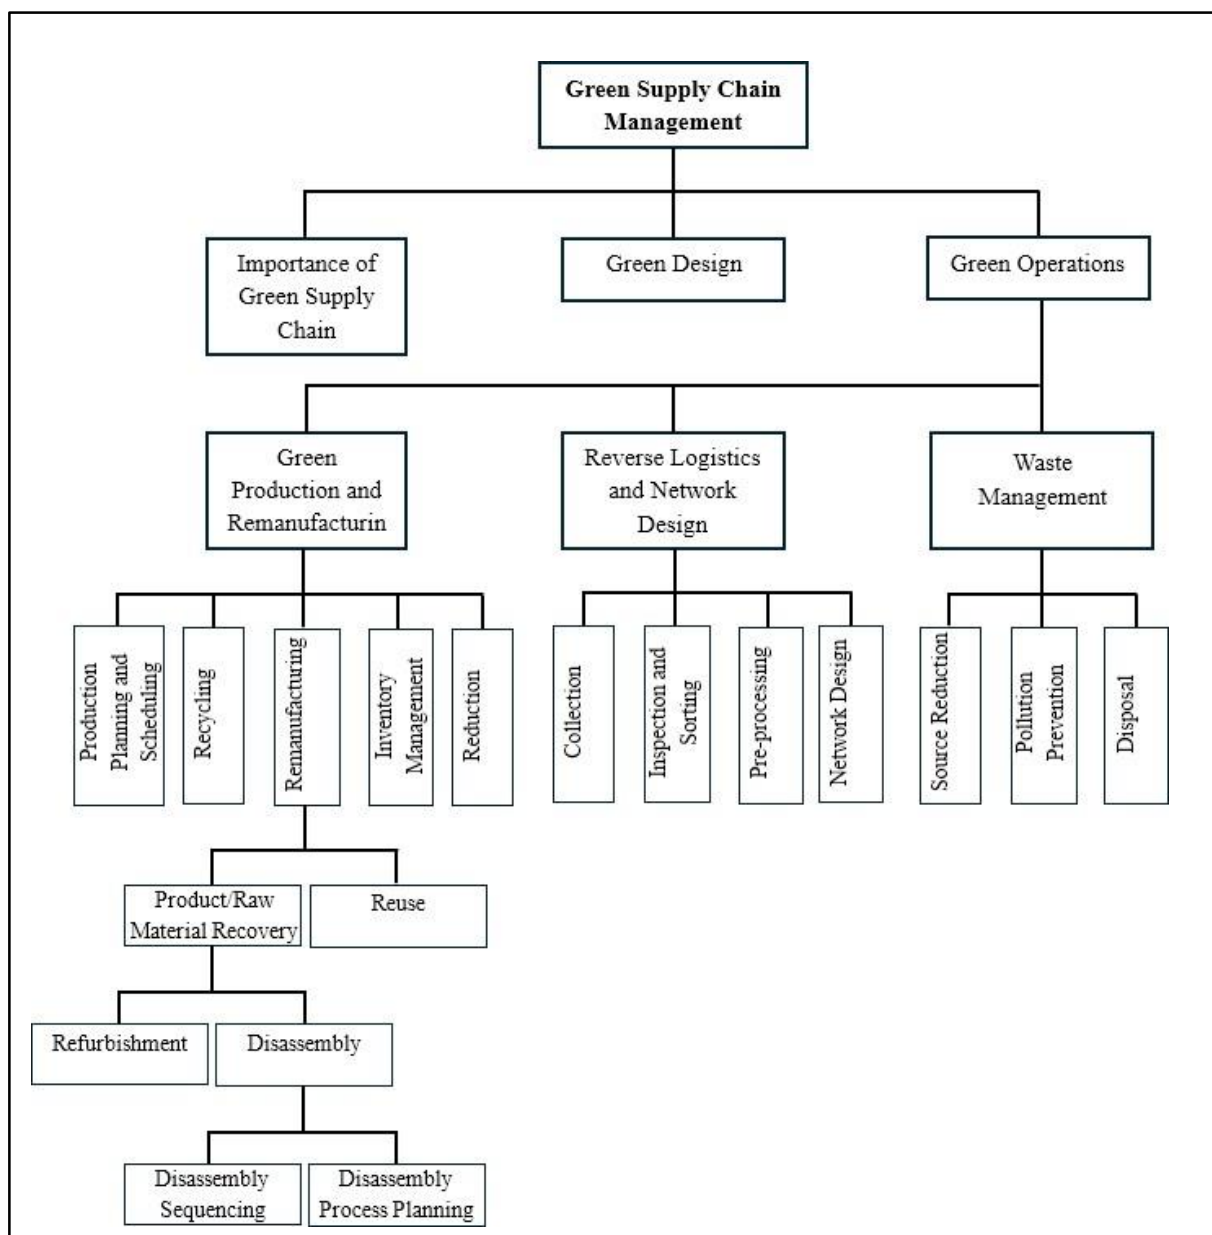 Green Supply Chain
Management
Importance of
Green Supply
Chain
Green Design
Green Operations
Green
Production and
Remanufacturin
Reverse Logistics
and Network
Design
Waste
Management
Production
Planning and
Scheduling
Recycling
Remanufacturing
Inventory
Management
Reduction
Collection
Inspection and
Sorting
Pre-processing
Network Design
Source Reduction
Pollution
Prevention
Disposal
Product/Raw
Material Recovery
Reuse
Refurbishment
Disassembly
Disassembly
Sequencing
Disassembly
Process Planning